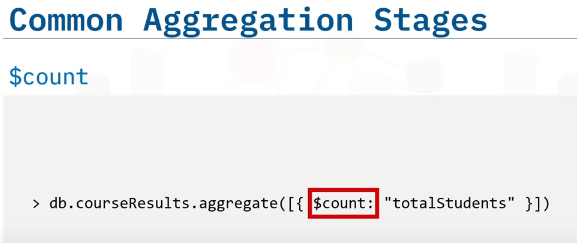 Common Aggregation Stages
$count
> db.courseResults.aggregate([{ $count: "totalStudents" }])